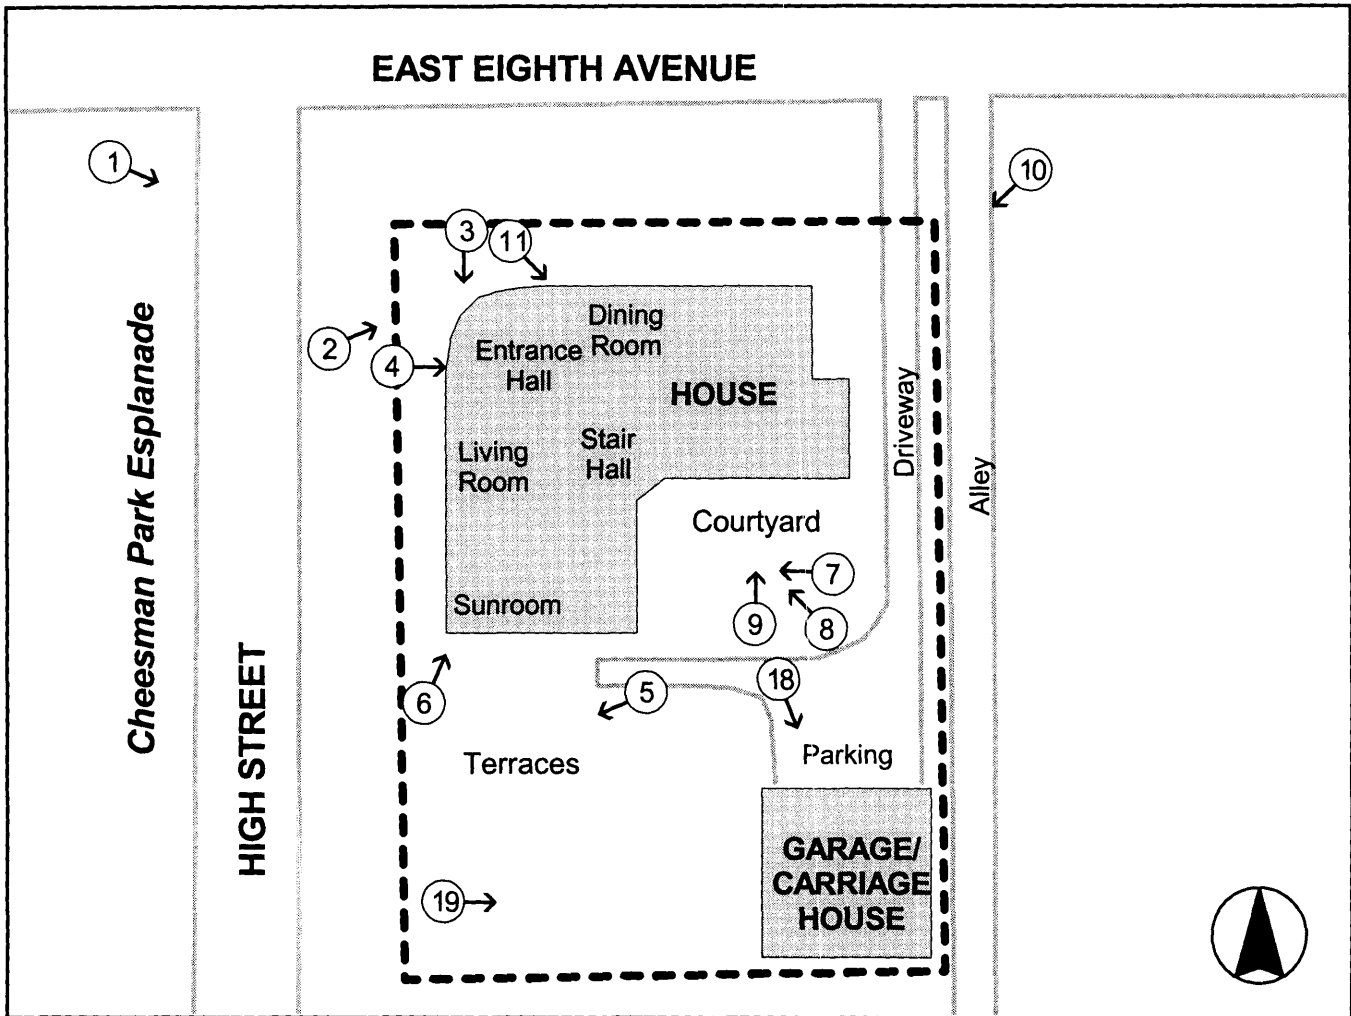 EAST EIGHTH AVENUE
1
10
3
11
2
4
Dining
Room
Entrance
Hall
HOUSE
Living
Room
Stair
Hall
Driveway
Alley
Cheesman Park Esplanade
Courtyard
7
9
8
Sunroom
HIGH STREET
6
5
18
Terraces
Parking
GARAGE/
CARRIAGE
HOUSE
19